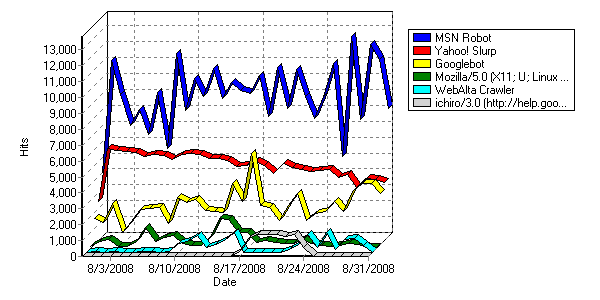 13,000
12,000
11,000
10,000
9,000
8,000
7,000
6,000
5,000
4,000
3,000
2,000
1,000
0
Hits
8/3/2008 8/10/2008 8/17/2008 8/24/2008 8/31/2008
Date
MSN Robot
Yahoo! Slurp
Googlebot
Mozilla/5.0 (X11; U; Linux ...
WebAlta Crawler
ichiro/3.0 (http://help.goo...